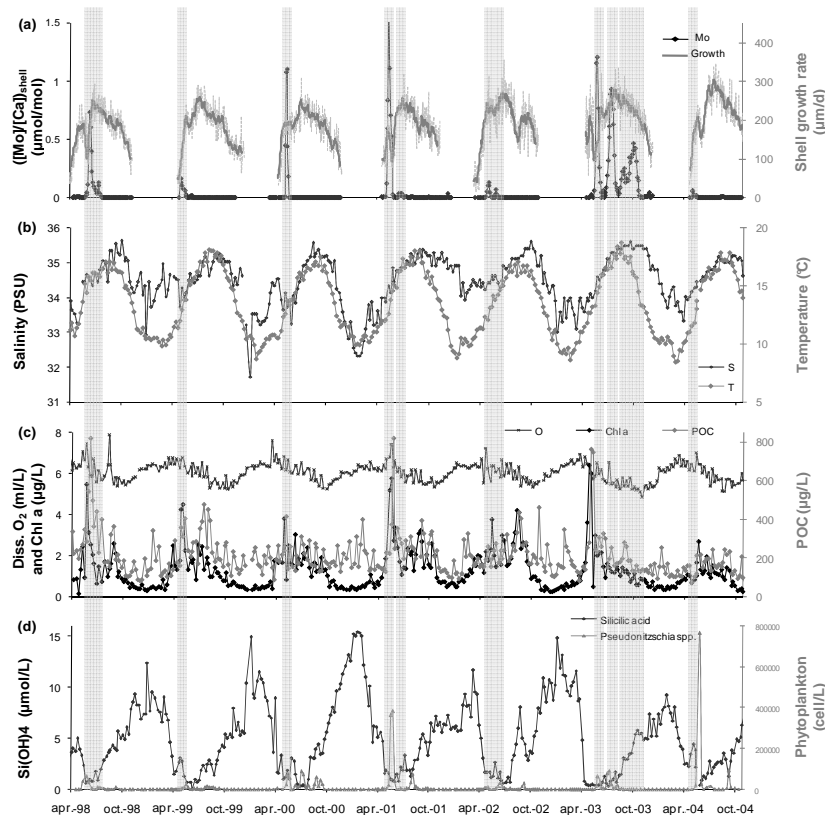 (a)
1.5
1
0.5
0
([Mo]/[Ca])shell
(µmol/mol)
Mo
Growth
400
300
200
100
0
Shell growth rate
(µm/d)
(b)
36
35
34
33
32
31
Salinity (PSU)
S
T
20
15
10
5
Temperature (°C)
(c)
8
6
4
2
0
Diss. O2 (ml/L)
and Chl a (µg/L)
O
Chl a
POC
800
600
400
200
0
POC (µg/L)
(d)
15
10
5
0
Si(OH)4 (µmol/L)
Silicilic acid
Pseudonitzschia spp.
800000
600000
400000
200000
0
Phytoplankton
(cell/L)
apr.-98 oct.-98 apr.-99 oct.-99 apr.-00 oct.-00 apr.-01 oct.-01 apr.-02 oct.-02 apr.-03 oct.-03 apr.-04 oct.-04